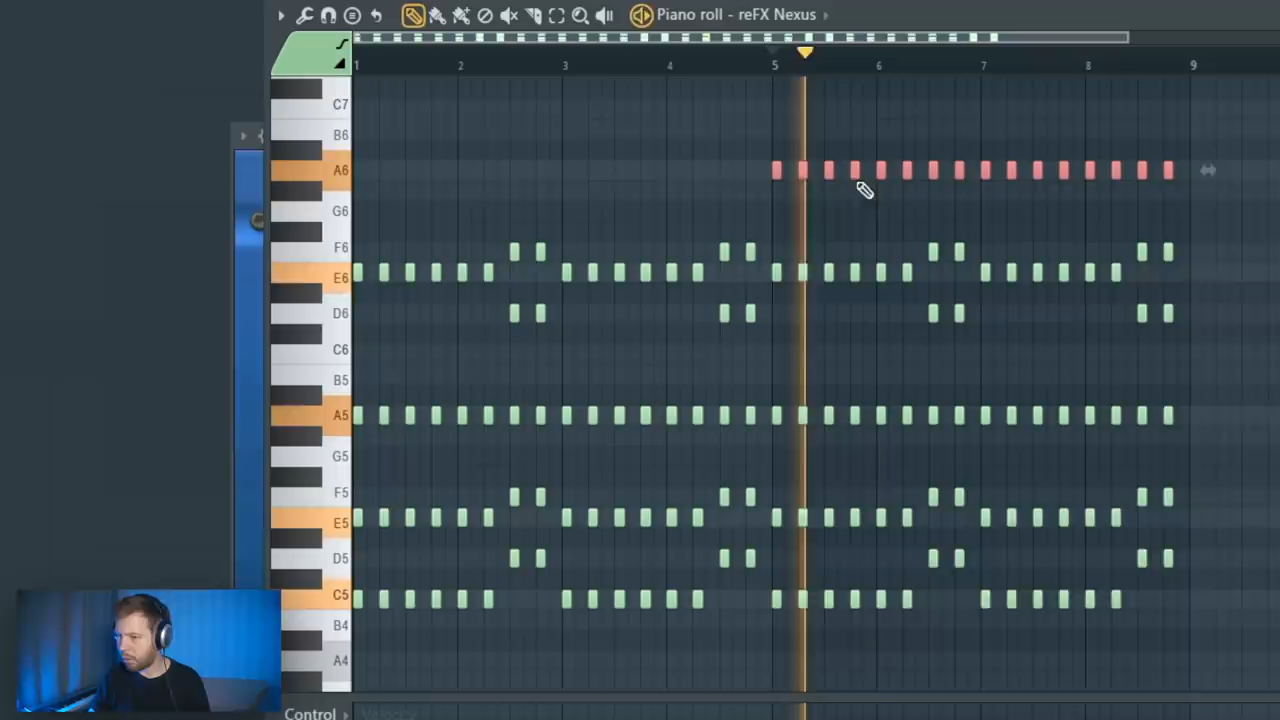 Piano roll - reFX Nexus
1 2 3 4 5 6 7 8 9
C7
B6
A6
G6
F6
E6
D6
C6
B5
A5
G5
F5
E5
D5
C5
B4
A4
Control
Velocity